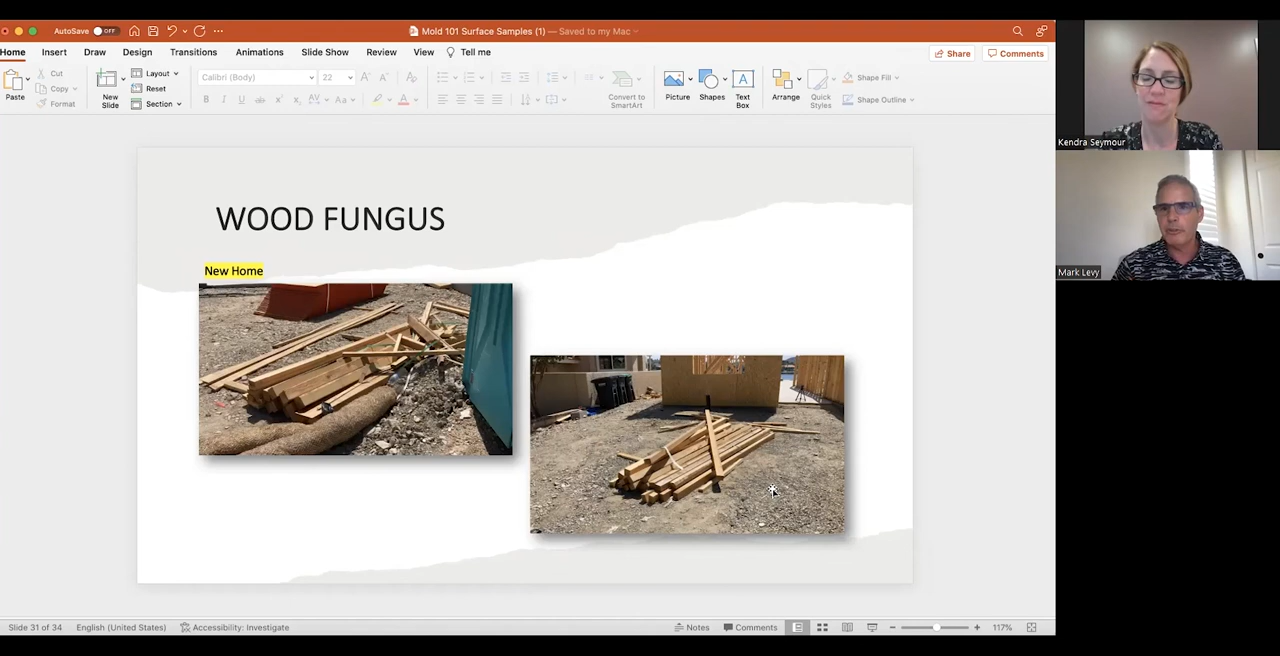 AutoSave OFF
Mold 101 Surface Samples (1) — Saved to my Mac
Home Insert Draw Design Transitions Animations Slide Show Review View Tell me
Share Comments
Paste
Cut
Copy
Format
New
Slide
Layout
Reset
Section
Calibri (Body) 22
Convert to
SmartArt
Picture
Shapes
Text
Box
Arrange
Quick
Styles
Shape Fill
Shape Outline
WOOD FUNGUS
New Home
Kendra Seymour
Mark Levy
Slide 31 of 34 English (United States) Accessibility: Investigate Notes Comments 117%